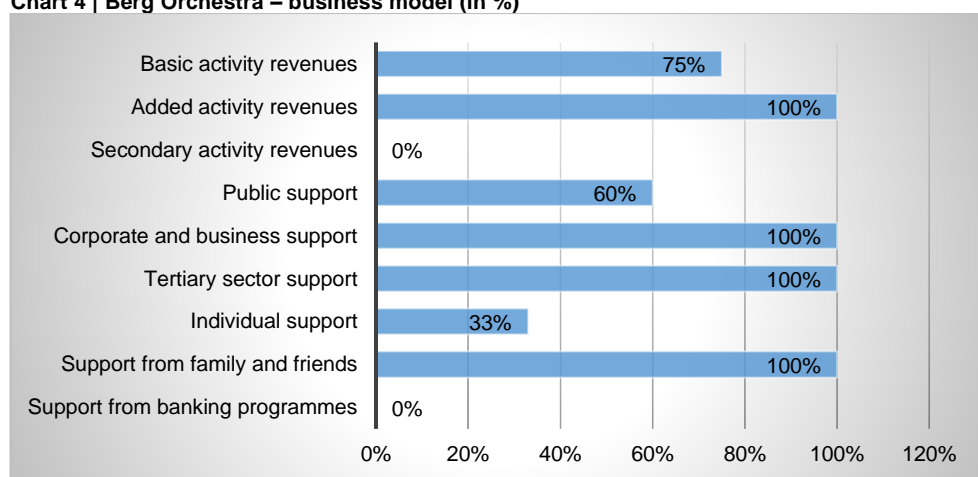 Chart 4 | Berg Orchestra – business model (in %)
Basic activity revenues 75%
Added activity revenues 100%
Secondary activity revenues 0%
Public support 60%
Corporate and business support 100%
Tertiary sector support 100%
Individual support 33%
Support from family and friends 100%
Support from banking programmes 0%
0% 20% 40% 60% 80% 100% 120%